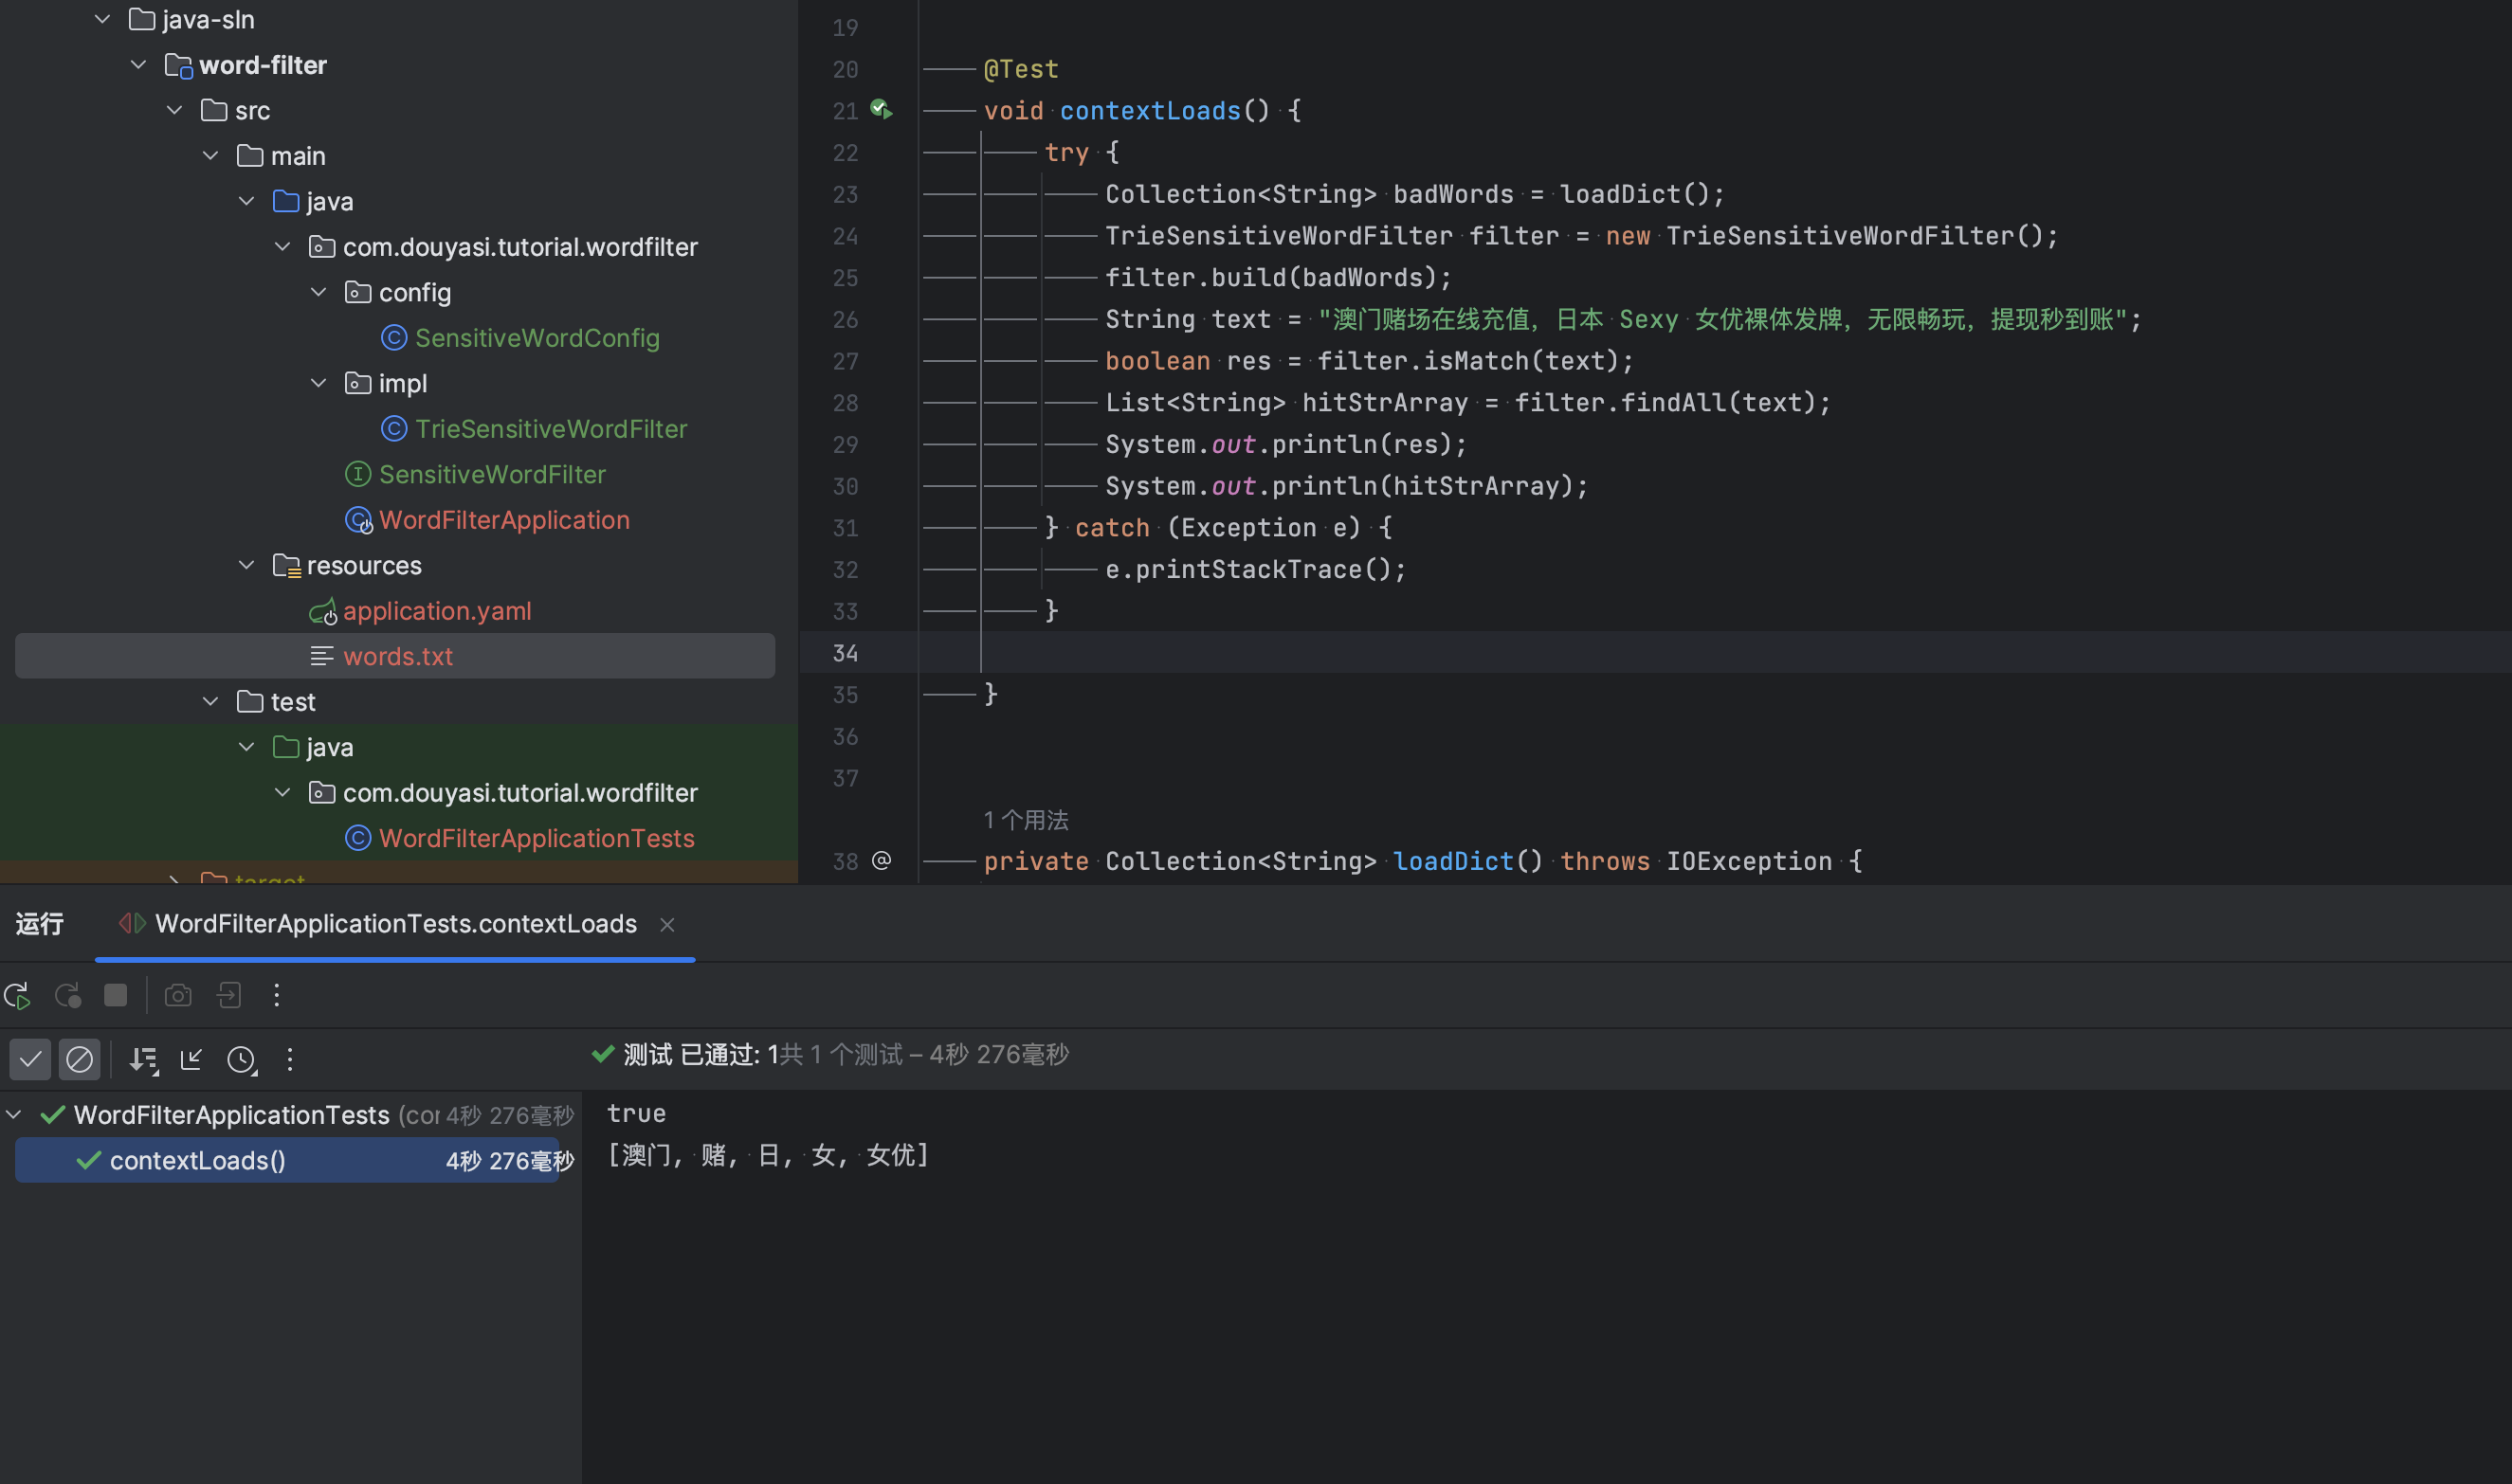 java-sln
word-filter
src
main
java
com.douyasi.tutorial.wordfilter
config
SensitiveWordConfig
impl
TrieSensitiveWordFilter
SensitiveWordFilter
WordFilterApplication
resources
application.yaml
words.txt
test
java
com.douyasi.tutorial.wordfilter
WordFilterApplicationTests
target
19
20 @Test
21 void contextLoads() {
22 try {
23 Collection<String> badWords = loadDict();
24 TrieSensitiveWordFilter filter = new TrieSensitiveWordFilter();
25 filter.build(badWords);
26 String text = "澳门赌场在线充值，日本 Sexy 女优裸体发牌，无限畅玩，提现秒到账";
27 boolean res = filter.isMatch(text);
28 List<String> hitStrArray = filter.findAll(text);
29 System.out.println(res);
30 System.out.println(hitStrArray);
31 } catch (Exception e) {
32 e.printStackTrace();
33 }
34
35 }
36
37
1 个用法
38 @ private Collection<String> loadDict() throws IOException {
运行 WordFilterApplicationTests.contextLoads
测试 已通过: 1共 1 个测试 – 4秒 276毫秒
WordFilterApplicationTests (cor 4秒 276毫秒
contextLoads() 4秒 276毫秒
true
[澳门, 赌, 日, 女, 女优]